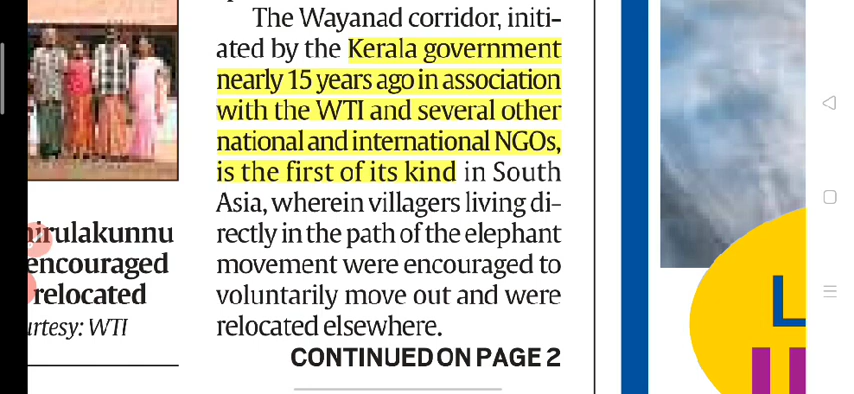 hirulakunnu
encouraged
relocated
urtesy: WTI
The Wayanad corridor, initi-
ated by the Kerala government
nearly 15 years ago in association
with the WTI and several other
national and international NGOs,
is the first of its kind in South
Asia, wherein villagers living di-
rectly in the path of the elephant
movement were encouraged to
voluntarily move out and were
relocated elsewhere.
CONTINUED ON PAGE 2